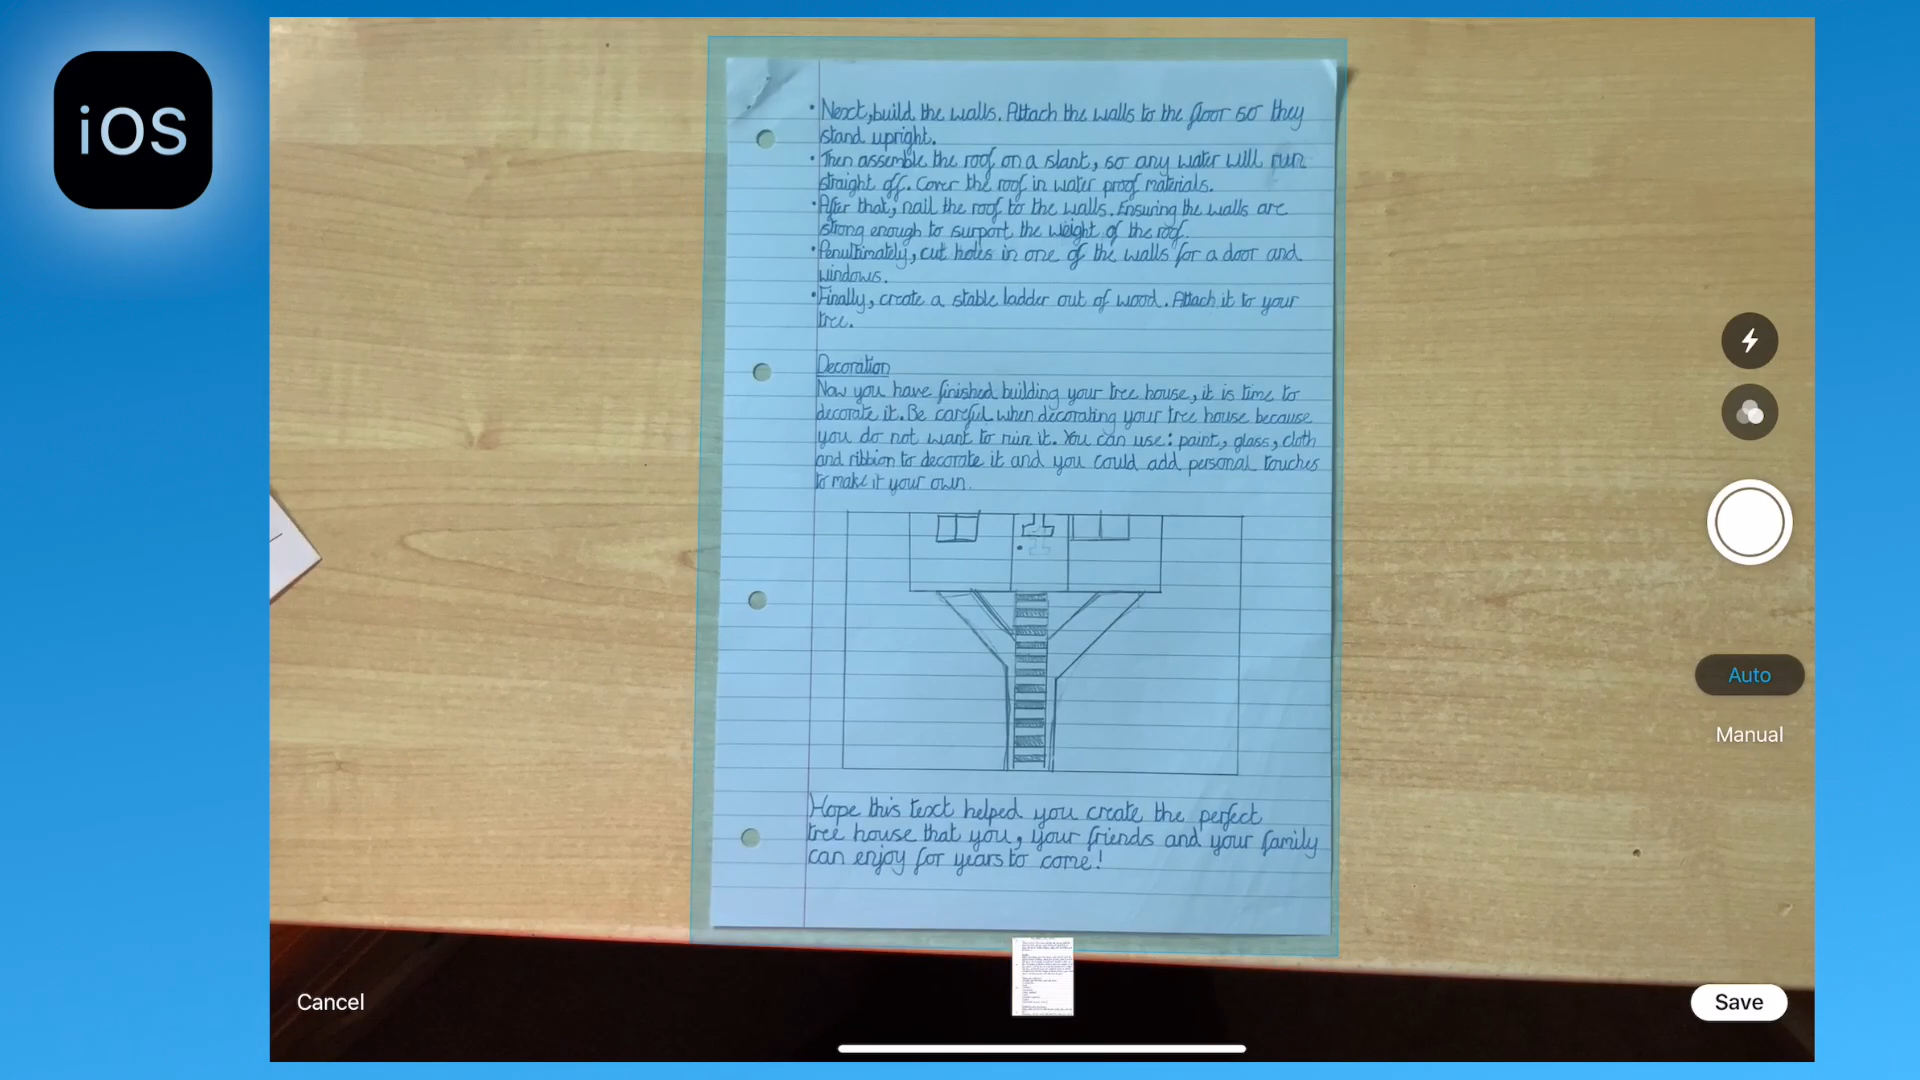 iOS
• Next, build the walls. Attach the walls to the floor so they
stand upright.
• Then assemble the roof on a slant, so any water will run
straight off. Cover the roof in water proof materials.
• After that, nail the roof to the walls. Ensuring the walls are
strong enough to surport the weight of the roof.
• Penultimately, cut holes in one of the walls for a door and
windows.
• Finally, create a stable ladder out of wood. Attach it to your
tree.
Decoration
Now you have finished building your tree house, it is time to
decorate it. Be careful when decorating your tree house because
you do not want to ruin it. You can use: paint, glass, cloth
and ribbion to decorate it and you could add personal touches
to make it your own.
Hope this text helped you create the perfect
tree house that you, your friends and your family
can enjoy for years to come!
Auto
Manual
Cancel
Save